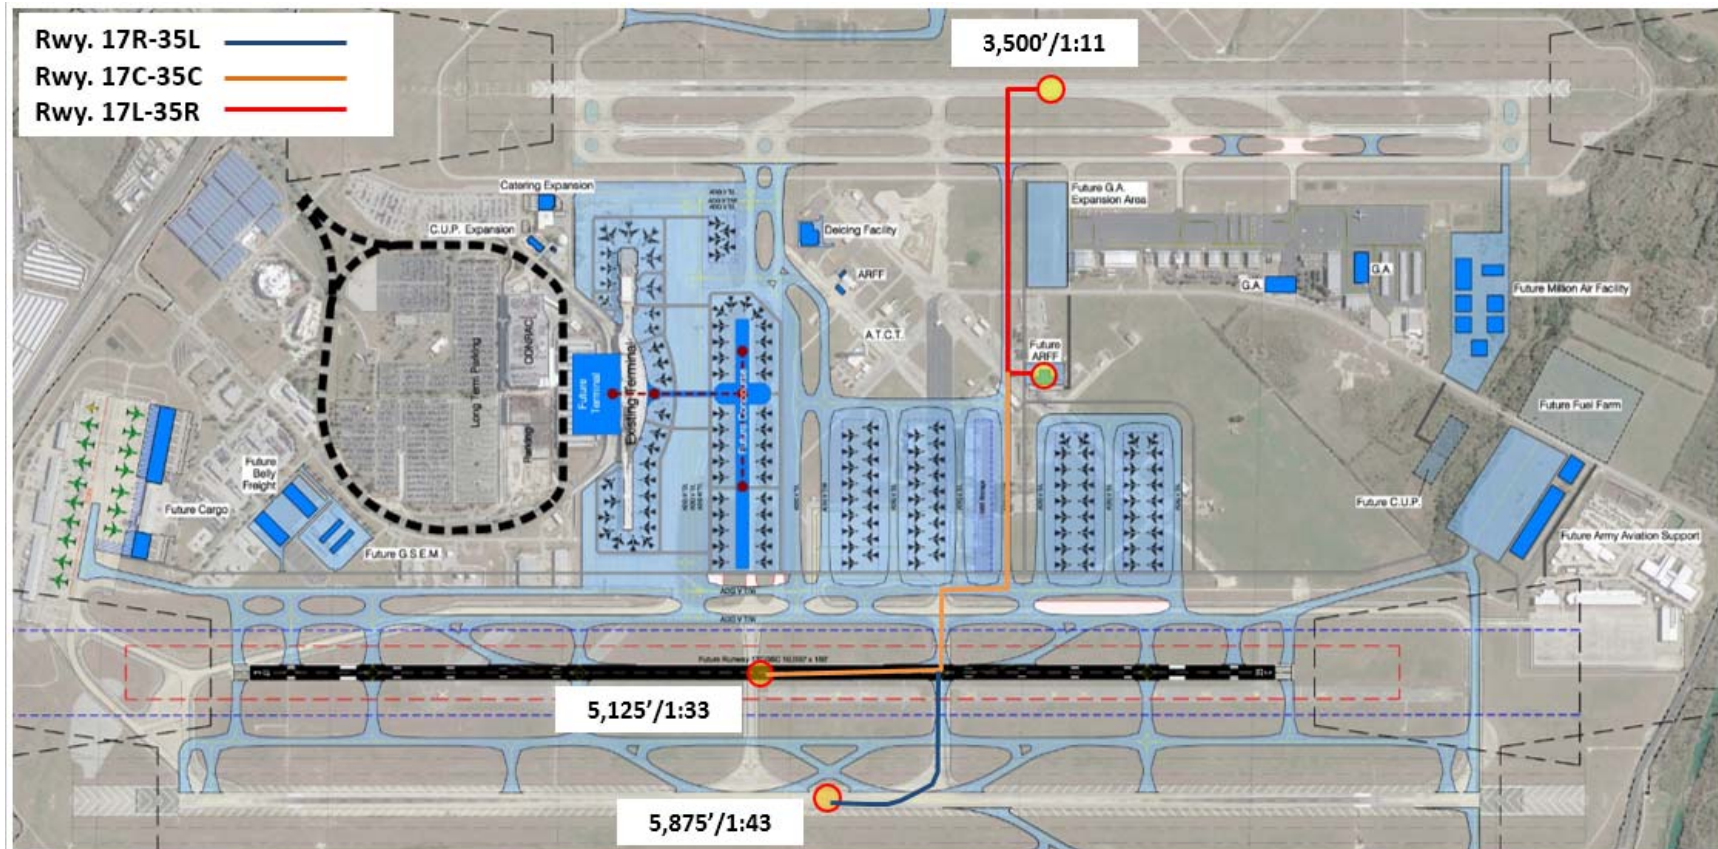 Rwy. 17R-35L
Rwy. 17C-35C
Rwy. 17L-35R
3,500'/1:11
Catering Expansion
C.U.P. Expansion
Deicing Facility
ARFF
A.T.C.T.
Future G.A.
Expansion Area
G.A.
G.A.
Future Million Air Facility
Future
ARFF
Future Fuel Farm
Future C.U.P.
Future Army Aviation Support
Long Term Parking
CONRAC
Parking
Future
Terminal
Existing Terminal
Future Concourse
Future
Belly
Freight
Future Cargo
Future G.S.E.M.
ADG V T/W
ADG V T/W
5,125'/1:33
5,875'/1:43